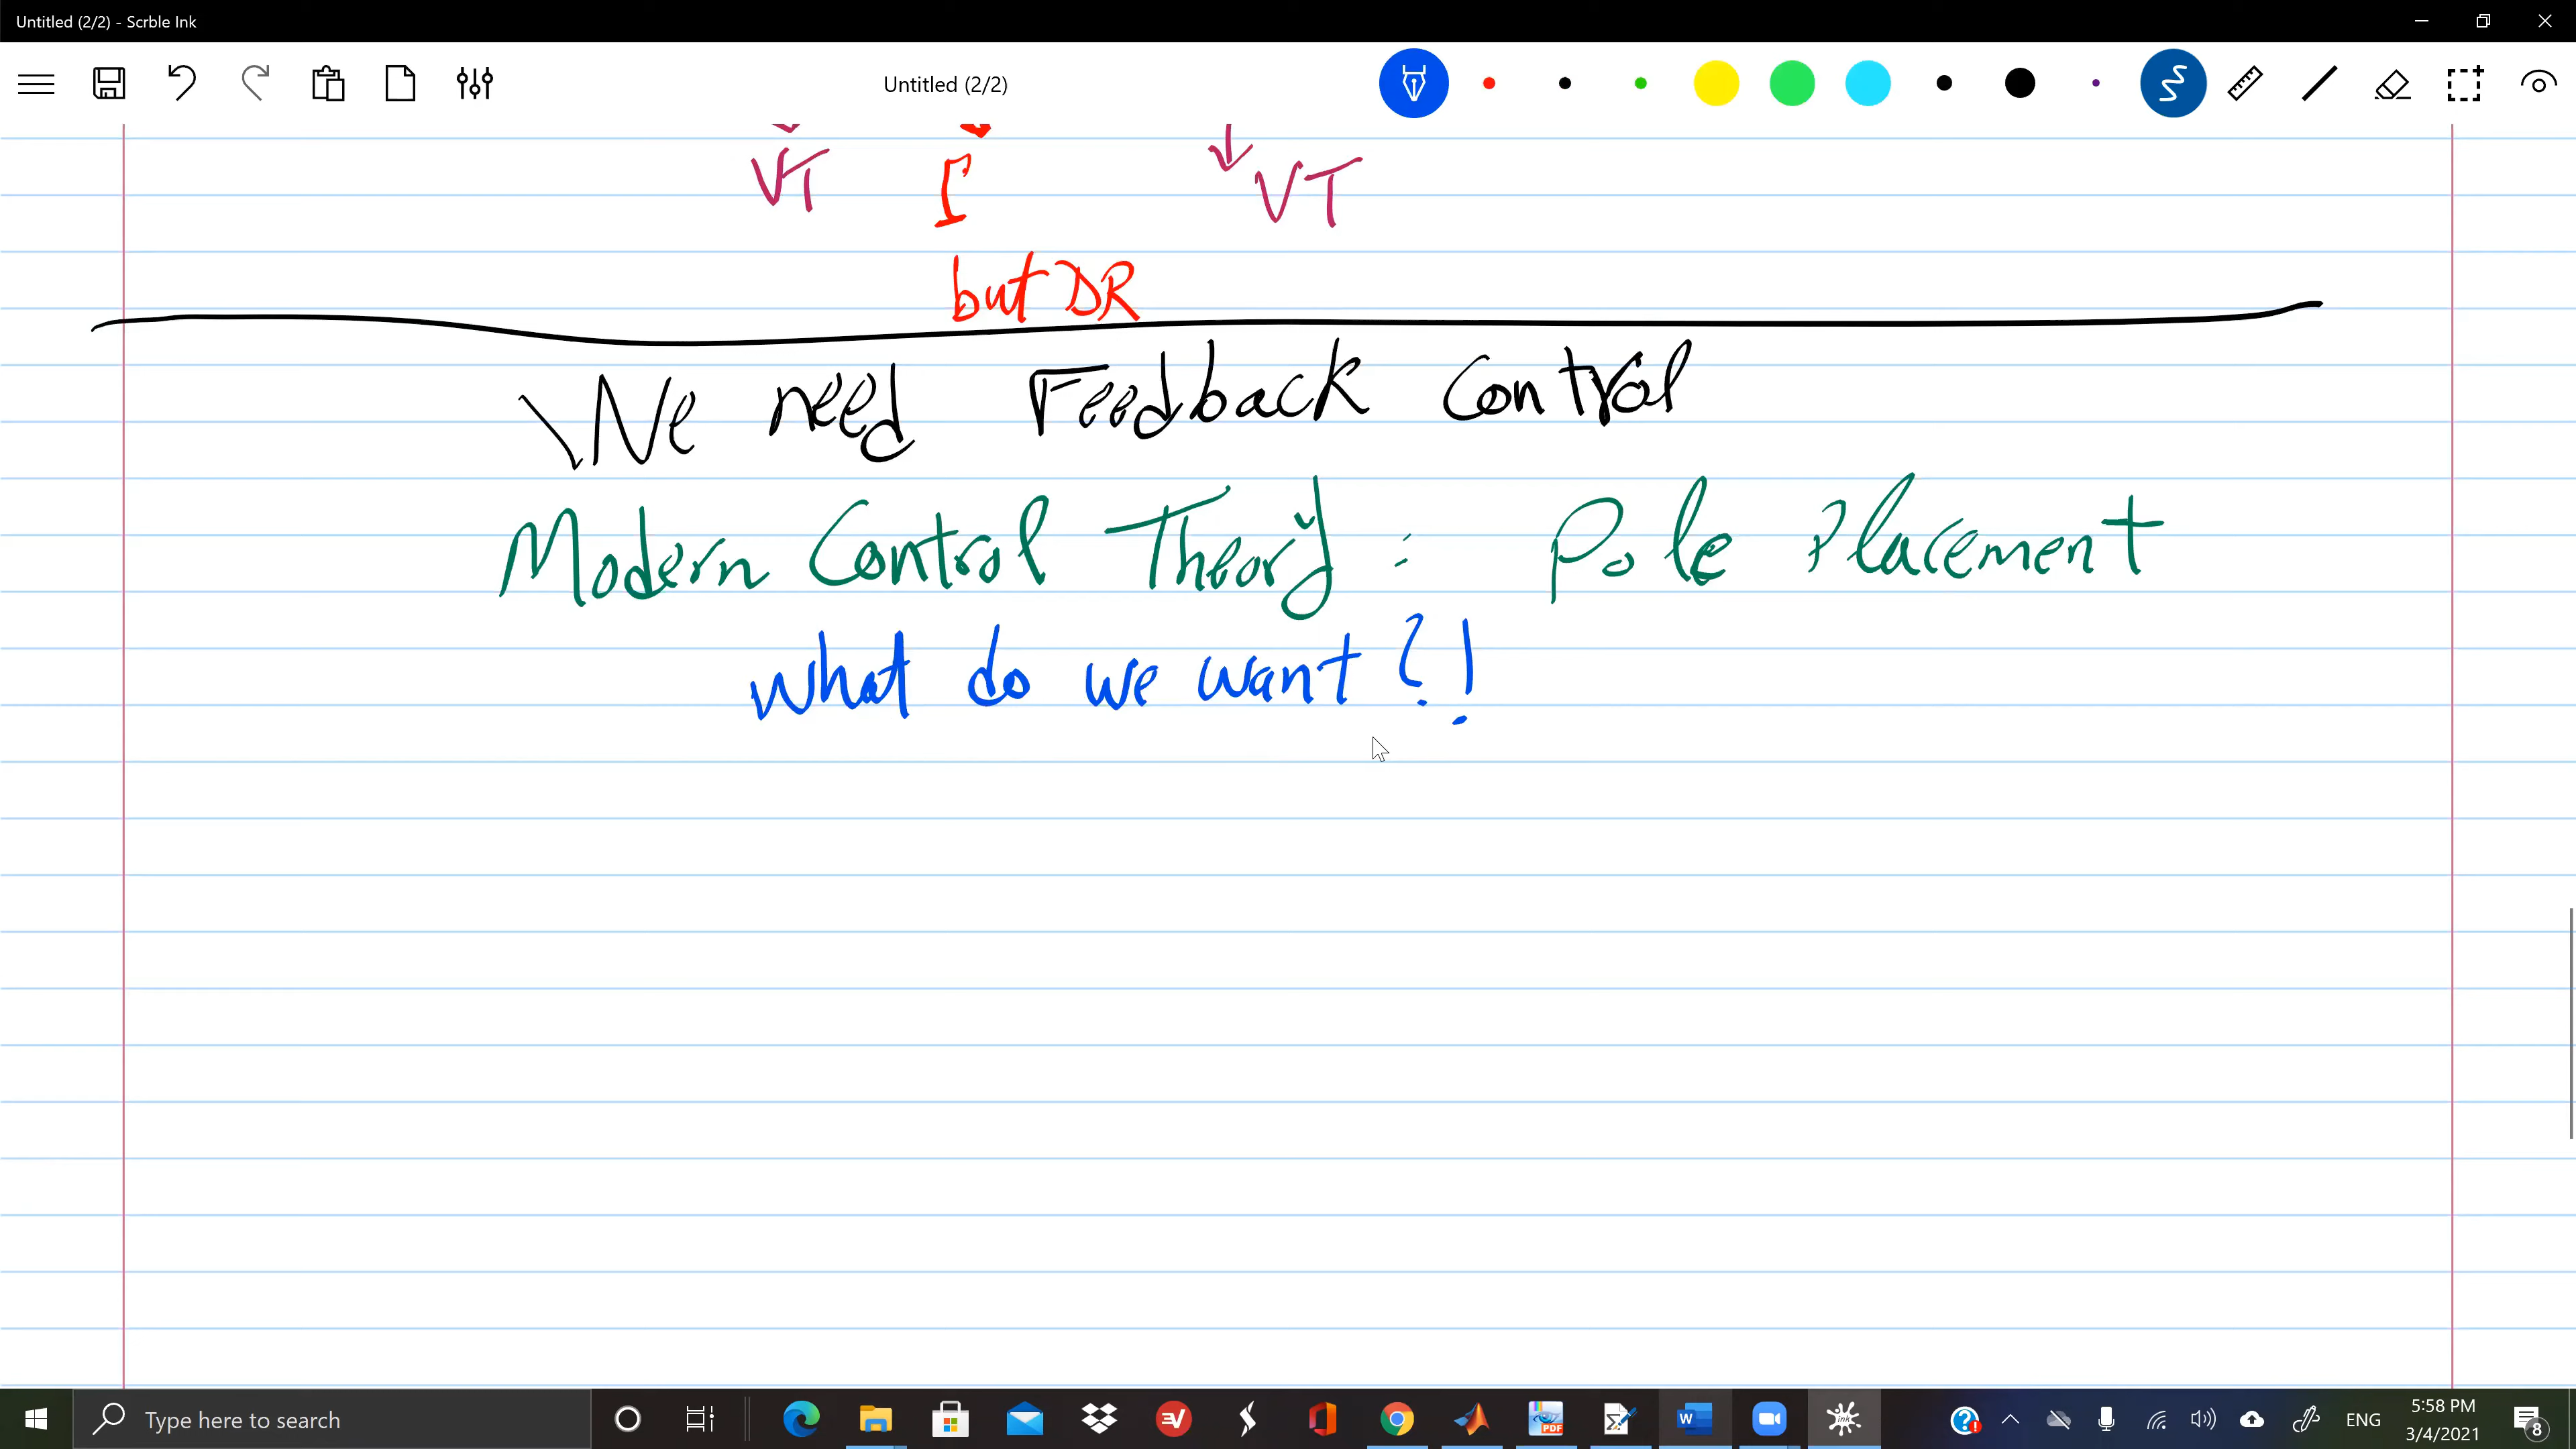 Untitled (2/2) - Scrble Ink
Untitled (2/2)
VT I VT
but DR
We need Feedback Control
Modern Control Theory : Pole Placement
What do we want?!
Type here to search
ENG
5:58 PM
3/4/2021
8